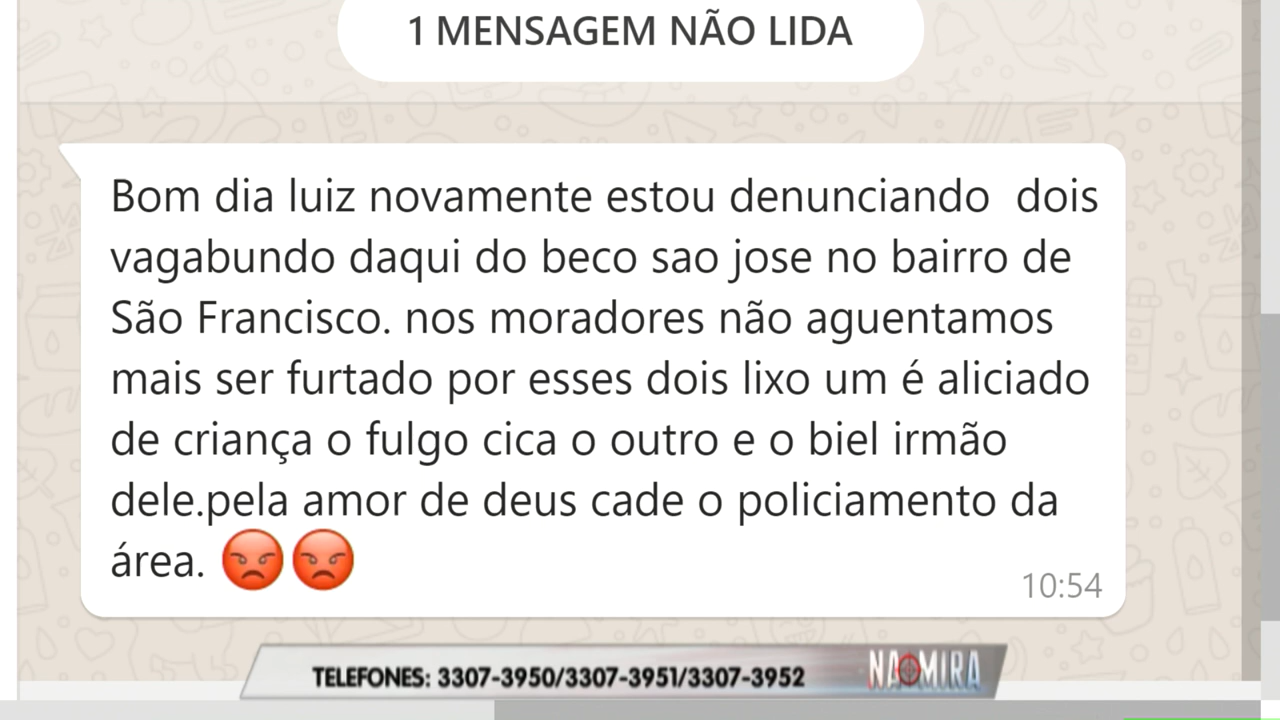 1 MENSAGEM NÃO LIDA
Bom dia luiz novamente estou denunciando  dois
vagabundo daqui do beco sao jose no bairro de
São Francisco. nos moradores não aguentamos
mais ser furtado por esses dois lixo um é aliciado
de criança o fulgo cica o outro e o biel irmão
dele.pela amor de deus cade o policiamento da
área. 😡😡
10:54
TELEFONES: 3307-3950/3307-3951/3307-3952
NA MIRA